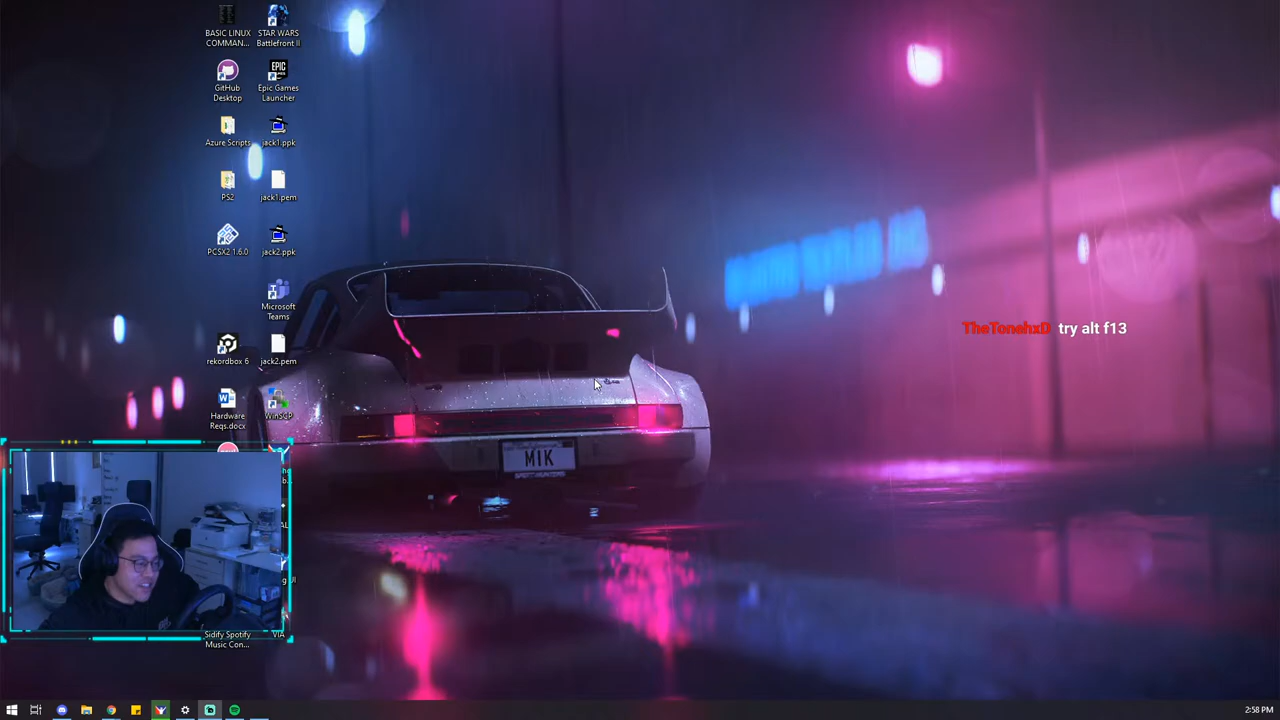 BASIC LINUX
COMMAN...
STAR WARS
Battlefront II
GitHub
Desktop
EPIC
Epic Games
Launcher
Azure Scripts
jack1.ppk
PS2
jack1.pem
PCSX2 1.6.0
jack2.ppk
Microsoft
Teams
rekordbox 6
jack2.pem
Hardware
Reqs.docx
WinSCP
TheTonehxD try alt f13
MIK
Sidify Spotify
Music Con...
VIA
2:58 PM